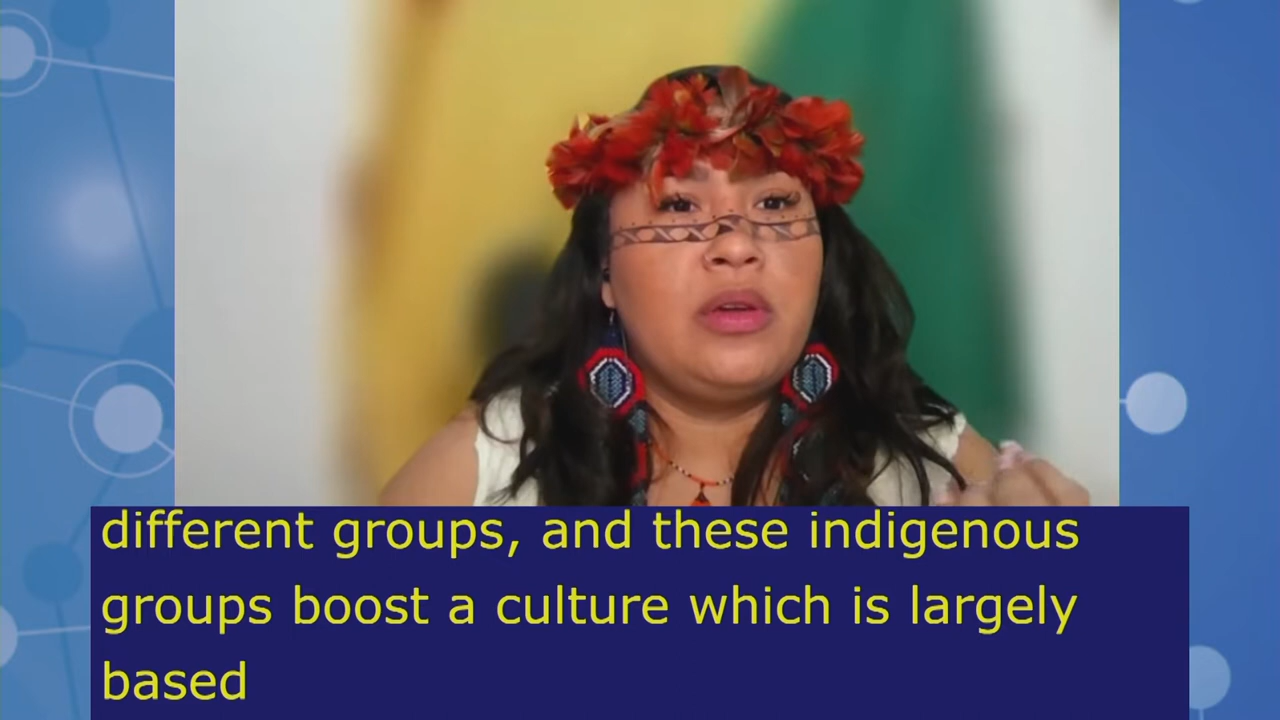 different groups, and these indigenous
groups boost a culture which is largely
based